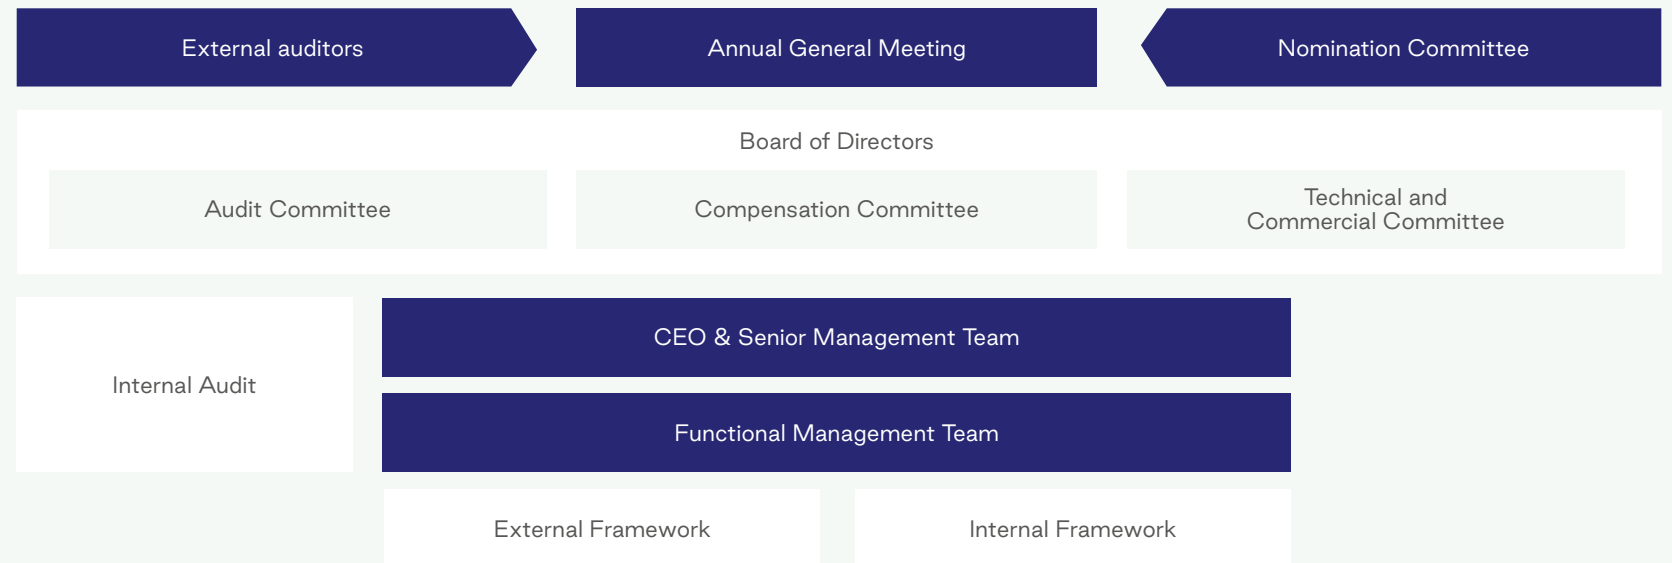 External auditors
Annual General Meeting
Nomination Committee
Board of Directors
Audit Committee
Compensation Committee
Technical and
Commercial Committee
Internal Audit
CEO & Senior Management Team
Functional Management Team
External Framework
Internal Framework